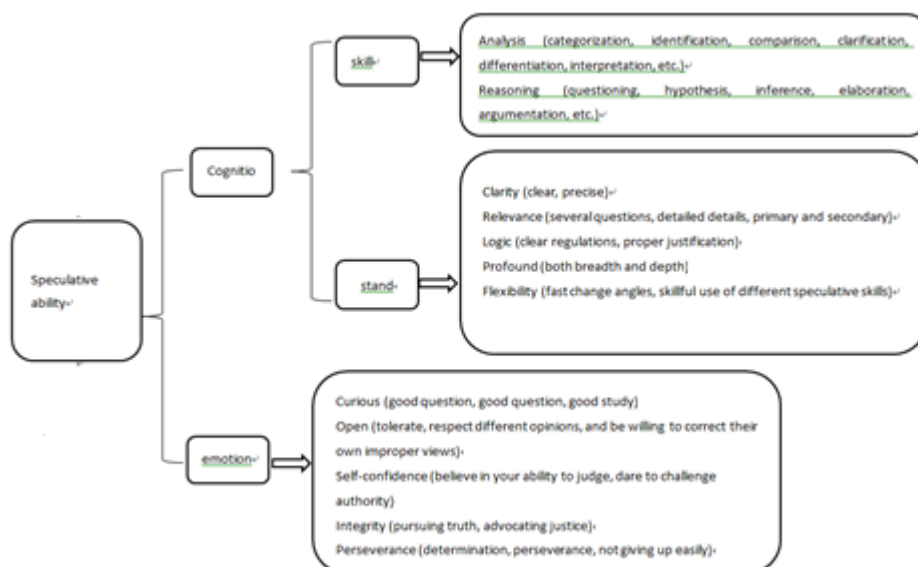 skill
Analysis (categorization, identification, comparison, clarification,
differentiation, interpretation, etc.)
Reasoning (questioning, hypothesis, inference, elaboration,
argumentation, etc.)
Cognitio
Clarity (clear, precise)
Relevance (several questions, detailed details, primary and secondary)
Logic (clear regulations, proper justification)
Profound (both breadth and depth)
Flexibility (fast change angles, skillful use of different speculative skills)
stand
Speculative
ability
Curious (good question, good question, good study)
Open (tolerate, respect different opinions, and be willing to correct their
own improper views)
Self-confidence (believe in your ability to judge, dare to challenge
authority)
Integrity (pursuing truth, advocating justice)
Perseverance (determination, perseverance, not giving up easily)
emotion